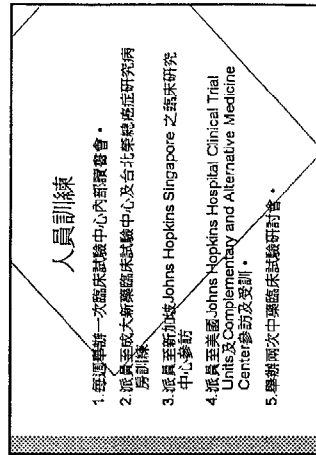 人員訓練
1.每週舉辦一次臨床試驗中心內部讀書會。
2.派員至成大新藥臨床試驗中心及台北榮總癌症研究病
房訓練
3.派員至新加坡Johns Hopkins Singapore 之臨床研究
中心參訪
4.派員至美國Johns Hopkins Hospital Clinical Trial
Units及Complementary and Alternative Medicine
Center參訪及受訓。
5.舉辦兩次中藥臨床試驗研討會。